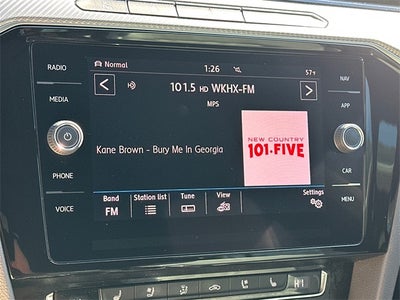 RADIO
MEDIA
PHONE
VOICE
Normal
1:26
57°F
101.5 HD WKHX-FM
MPS
Kane Brown - Bury Me In Georgia
NEW COUNTRY
101·FIVE
Band
FM
Station list
Tune
View
Settings
NAV
APP
CAR
MENU